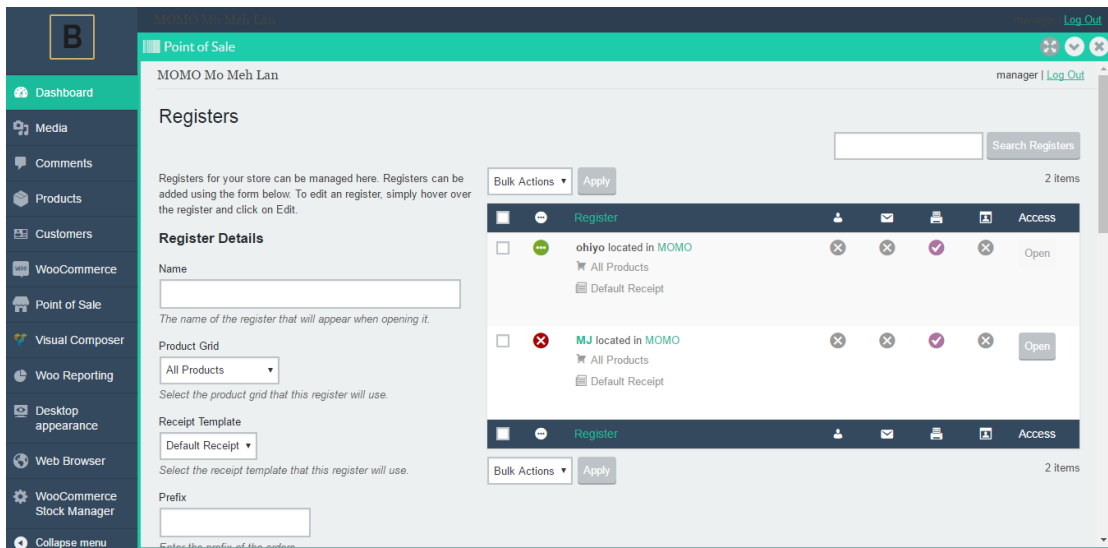 B
MOMO Mo Meh Lan
Log Out
Point of Sale
MOMO Mo Meh Lan
manager | Log Out
Dashboard
Media
Comments
Products
Customers
WooCommerce
Point of Sale
Visual Composer
Woo Reporting
Desktop
appearance
Web Browser
WooCommerce
Stock Manager
Collapse menu
Registers
Search Registers
Registers for your store can be managed here. Registers can be
added using the form below. To edit an register, simply hover over
the register and click on Edit.
Register Details
Name
The name of the register that will appear when opening it.
Product Grid
All Products
Select the product grid that this register will use.
Receipt Template
Default Receipt
Select the receipt template that this register will use.
Prefix
Enter the prefix of the orders
Bulk Actions Apply
2 items
Register Access
ohiyo located in MOMO Open
All Products
Default Receipt
MJ located in MOMO Open
All Products
Default Receipt
Register Access
Bulk Actions Apply
2 items